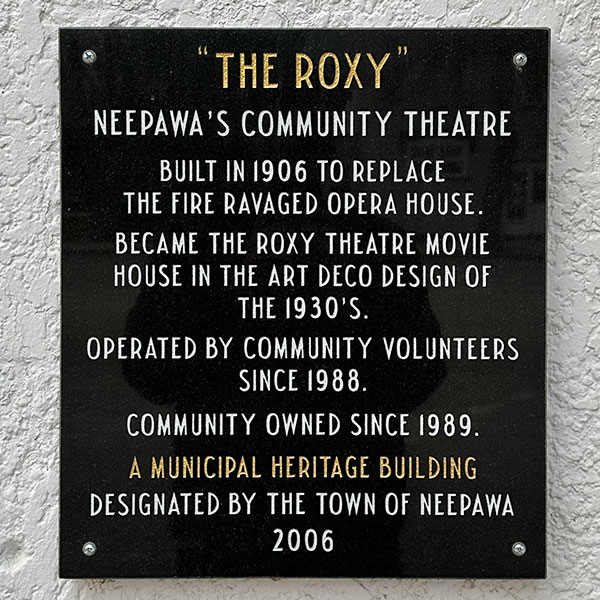 “THE ROXY”
NEEPAWA'S COMMUNITY THEATRE
BUILT IN 1906 TO REPLACE
THE FIRE RAVAGED OPERA HOUSE.
BECAME THE ROXY THEATRE MOVIE
HOUSE IN THE ART DECO DESIGN OF
THE 1930'S.
OPERATED BY COMMUNITY VOLUNTEERS
SINCE 1988.
COMMUNITY OWNED SINCE 1989.
A MUNICIPAL HERITAGE BUILDING
DESIGNATED BY THE TOWN OF NEEPAWA
2006